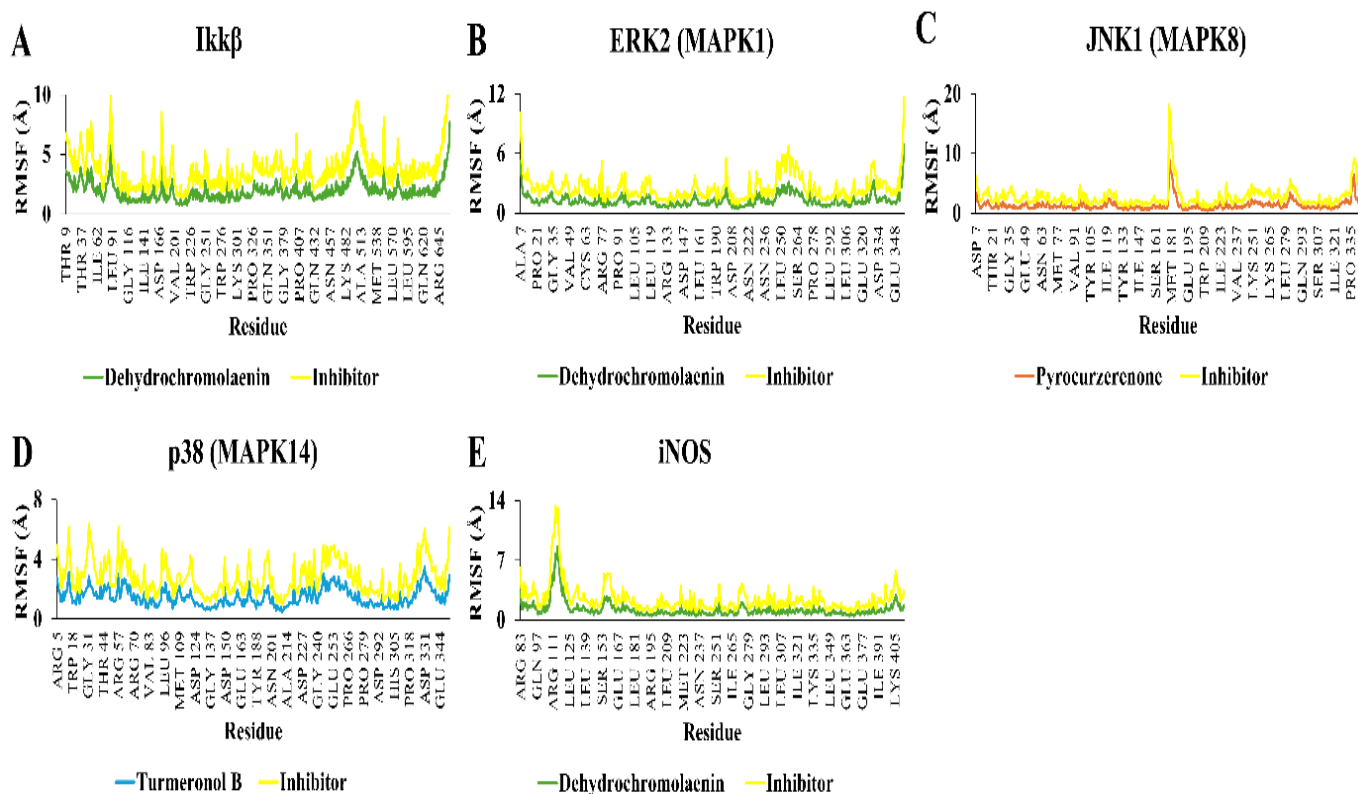 A
Ikkβ
RMSF (Å)
10
5
0
THR 9
THR 37
ILE 62
LEU 91
GLY 116
ILE 141
ASP 166
VAL 201
TRP 226
GLY 251
TRP 276
LYS 301
PRO 326
GLN 351
GLY 379
PRO 407
GLN 432
ASN 457
LYS 482
ALA 513
MET 538
LEU 570
LEU 595
GLN 620
ARG 645
Residue
Dehydrochromolaenin Inhibitor
B
ERK2 (MAPK1)
RMSF (Å)
12
8
4
0
ALA 7
PRO 21
GLY 35
VAL 49
CYS 63
ARG 77
PRO 91
LEU 105
LEU 119
ARG 133
ASP 147
LEU 161
TRP 190
ASP 208
ASN 222
ASN 236
LEU 250
SER 264
PRO 278
LEU 292
LEU 306
GLU 320
ASP 334
GLU 348
Residue
Dehydrochromolaenin Inhibitor
C
JNK1 (MAPK8)
RMSF (Å)
20
10
0
ASP 7
THR 21
GLY 35
GLU 49
ASN 63
MET 77
VAL 91
TYR 105
ILE 119
TYR 133
ILE 147
SER 161
MET 181
GLU 195
TRP 209
ILE 223
VAL 237
LYS 251
LYS 265
LEU 279
GLN 293
SER 307
ILE 321
PRO 335
Residue
Pyrocurzerenone Inhibitor
D
p38 (MAPK14)
RMSF (Å)
8
4
0
ARG 5
TRP 18
GLY 31
THR 44
ARG 57
ARG 70
VAL 83
LEU 96
MET 109
ASP 124
GLY 137
ASP 150
GLU 163
TYR 188
ASN 201
ALA 214
ASP 227
GLY 240
GLU 253
PRO 266
PRO 279
ASP 292
HIS 305
PRO 318
ASP 331
GLU 344
Residue
Turmeronol B Inhibitor
E
iNOS
RMSF (Å)
14
7
0
ARG 83
GLN 97
ARG 111
LEU 125
LEU 139
SER 153
GLU 167
LEU 181
ARG 195
LEU 209
MET 223
ASN 237
SER 251
ILE 265
GLY 279
LEU 293
LEU 307
ILE 321
LYS 335
LEU 349
GLU 363
GLU 377
ILE 391
LYS 405
Residue
Dehydrochromolaenin Inhibitor